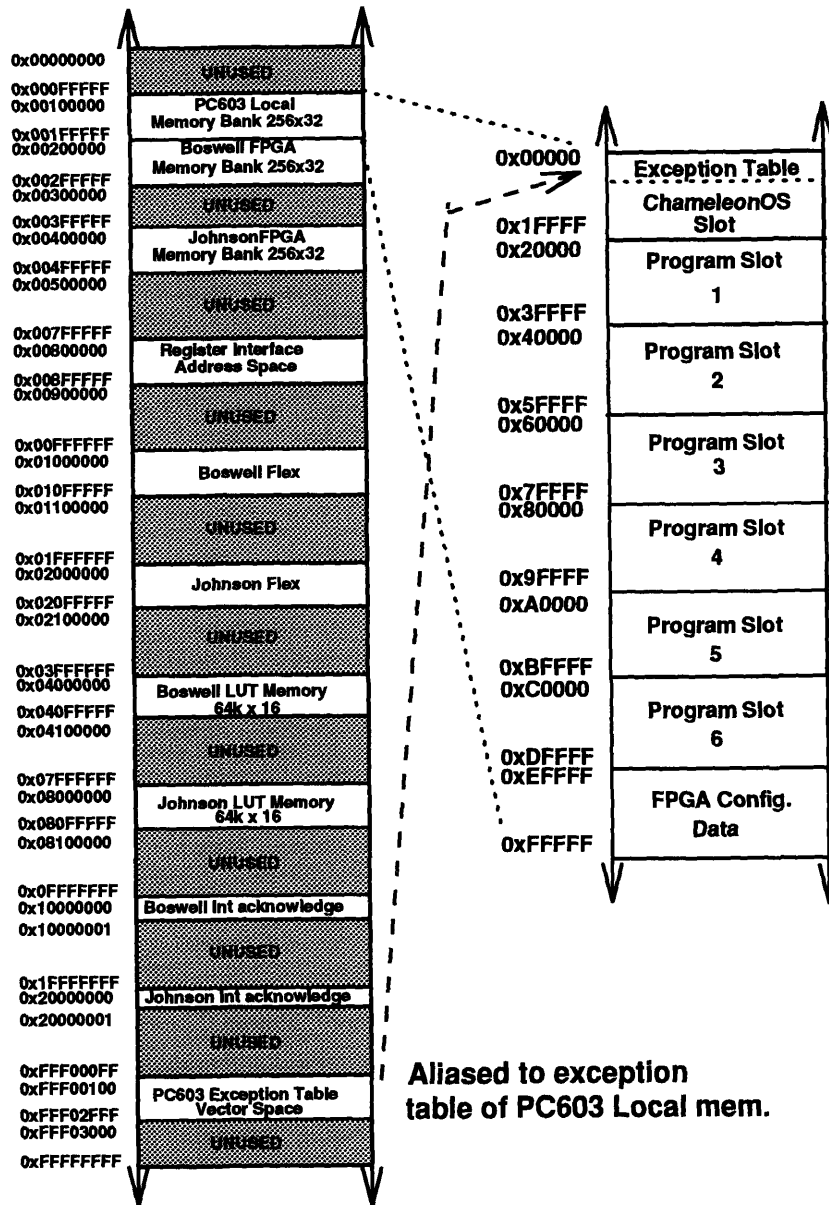 0x00000000
UNUSED
0x000FFFFF
0x00100000
PC603 Local
Memory Bank 256x32
0x001FFFFF
0x00200000
Boswell FPGA
Memory Bank 256x32
0x002FFFFF
0x00300000
UNUSED
0x003FFFFF
0x00400000
JohnsonFPGA
Memory Bank 256x32
0x004FFFFF
0x00500000
UNUSED
0x007FFFFF
0x00800000
Register Interface
Address Space
0x008FFFFF
0x00900000
UNUSED
0x00FFFFFF
0x01000000
Boswell Flex
0x010FFFFF
0x01100000
UNUSED
0x01FFFFFF
0x02000000
Johnson Flex
0x020FFFFF
0x02100000
UNUSED
0x03FFFFFF
0x04000000
Boswell LUT Memory
64k x 16
0x040FFFFF
0x04100000
UNUSED
0x07FFFFFF
0x08000000
Johnson LUT Memory
64k x 16
0x080FFFFF
0x08100000
UNUSED
0x0FFFFFFF
0x10000000
Boswell Int acknowledge
0x10000001
UNUSED
0x1FFFFFFF
0x20000000
Johnson Int acknowledge
0x20000001
UNUSED
0xFFF000FF
0xFFF00100
PC603 Exception Table
Vector Space
0xFFF02FFF
0xFFF03000
UNUSED
0xFFFFFFFF
0x00000
Exception Table
ChameleonOS
Slot
0x1FFFF
0x20000
Program Slot
1
0x3FFFF
0x40000
Program Slot
2
0x5FFFF
0x60000
Program Slot
3
0x7FFFF
0x80000
Program Slot
4
0x9FFFF
0xA0000
Program Slot
5
0xBFFFF
0xC0000
Program Slot
6
0xDFFFF
0xEFFFF
FPGA Config.
Data
0xFFFFF
Aliased to exception
table of PC603 Local mem.